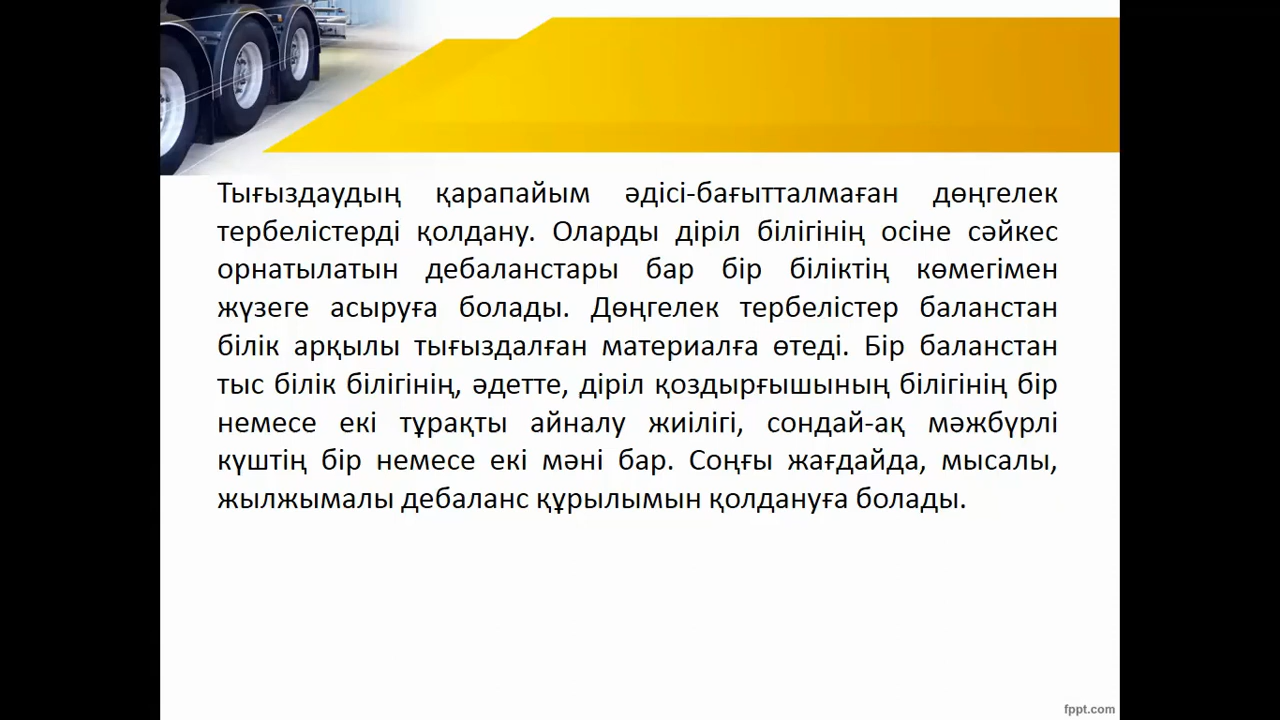 Тығыздаудың қарапайым әдісі-бағытталмаған дөңгелек
тербелістерді қолдану. Оларды діріл білігінің осіне сәйкес
орнатылатын дебаланстары бар бір біліктің көмегімен
жүзеге асыруға болады. Дөңгелек тербелістер баланстан
білік арқылы тығыздалған материалға өтеді. Бір баланстан
тыс білік білігінің, әдетте, діріл қоздырғышының білігінің бір
немесе екі тұрақты айналу жиілігі, сондай-ақ мәжбүрлі
күштің бір немесе екі мәні бар. Соңғы жағдайда, мысалы,
жылжымалы дебаланс құрылымын қолдануға болады.
fppt.com